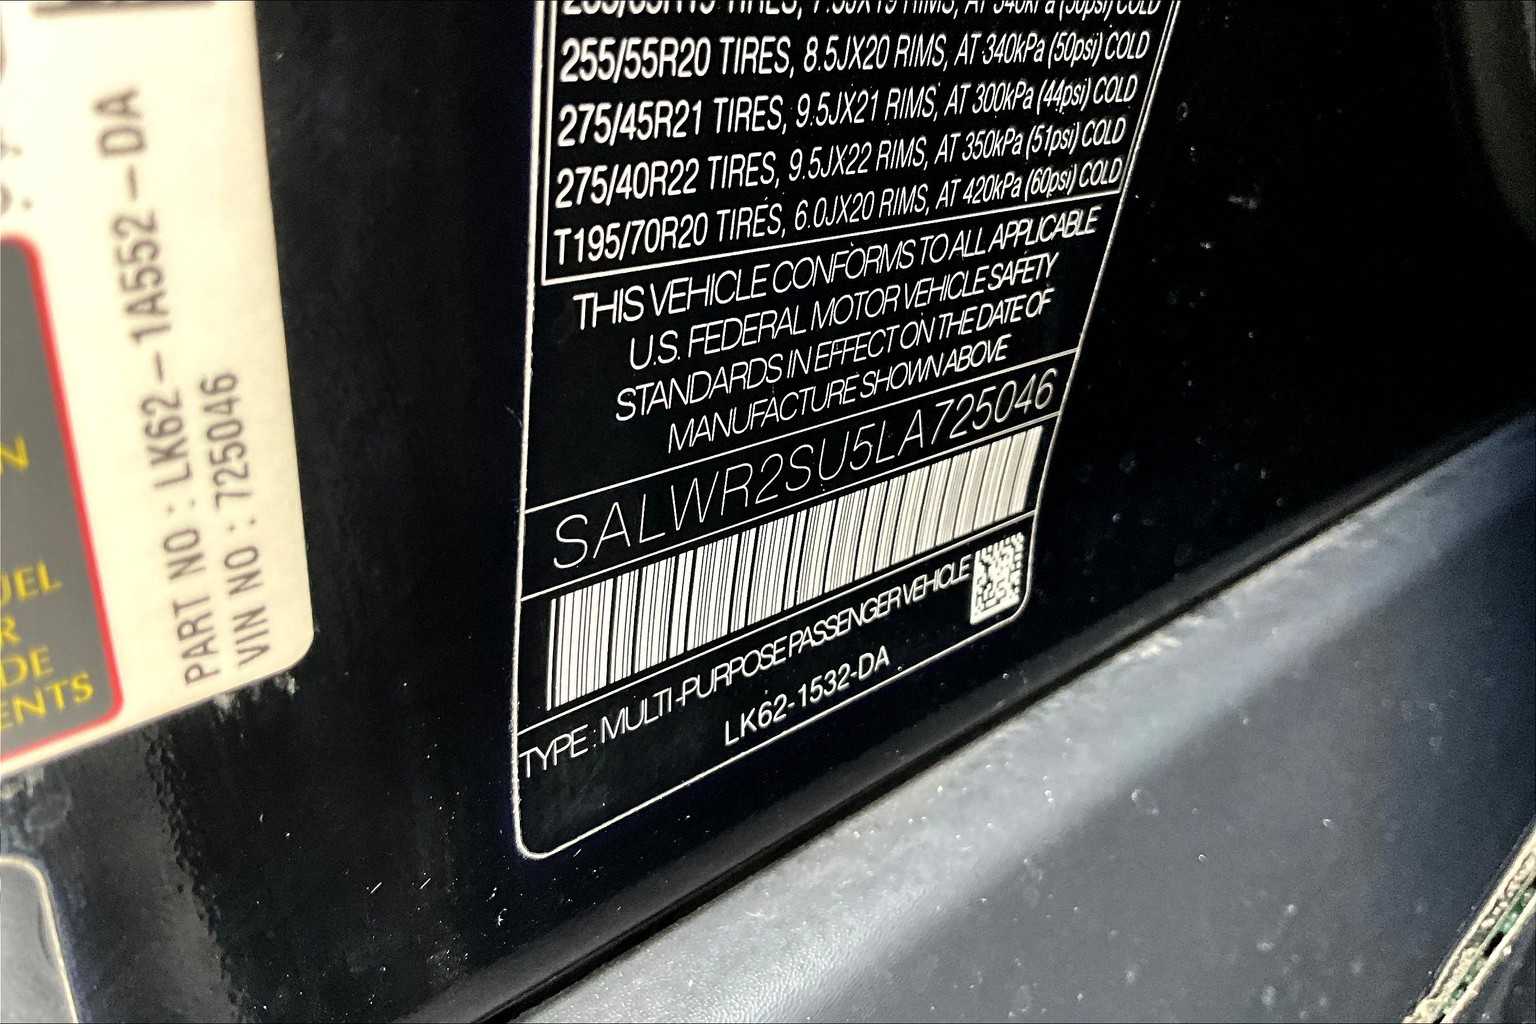 255/55R20 TIRES, 8.5JX20 RIMS, AT 340kPa (50psi) COLD
275/45R21 TIRES, 9.5JX21 RIMS, AT 300kPa (44psi) COLD
275/40R22 TIRES, 9.5JX22 RIMS, AT 350kPa (51psi) COLD
T195/70R20 TIRES, 6.0JX20 RIMS, AT 420kPa (60psi) COLD
THIS VEHICLE CONFORMS TO ALL APPLICABLE
U.S. FEDERAL MOTOR VEHICLE SAFETY
STANDARDS IN EFFECT ON THE DATE OF
MANUFACTURE SHOWN ABOVE
SALWR2SU5LA725046
TYPE: MULTI-PURPOSE PASSENGER VEHICLE
LK62-1532-DA
PART NO: LK62-1A552-DA
VIN NO: 725046